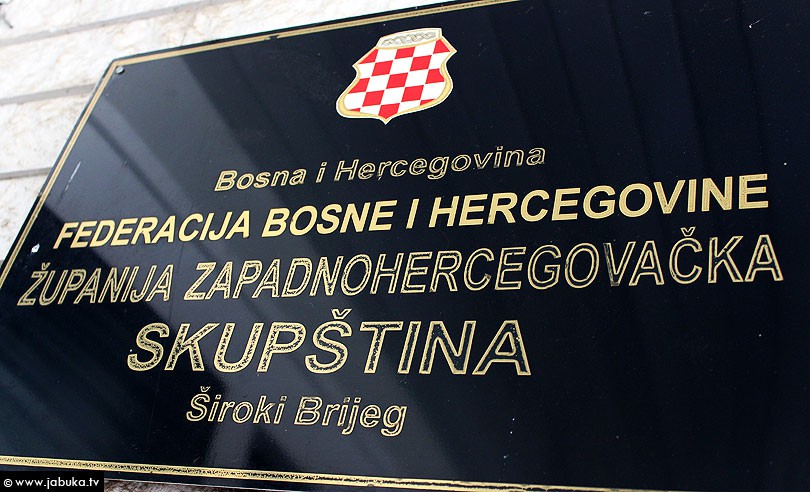 Bosna i Hercegovina
FEDERACIJA BOSNE I HERCEGOVINE
ŽUPANIJA ZAPADNOHERCEGOVAČKA
SKUPŠTINA
Široki Brijeg
© www.jabuka.tv